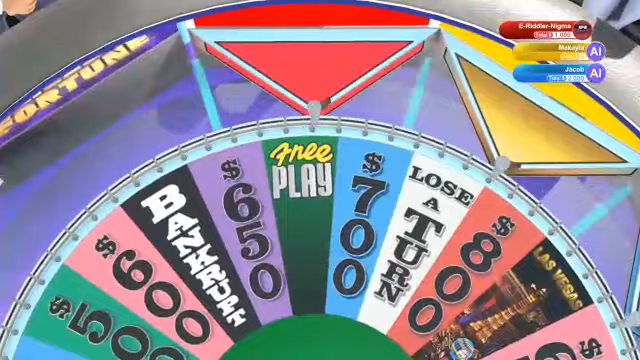 E-Riddler-Nigma
Makayla
AI
Jacob
AI
FORTUNE
$500
$600
BANKRUPT
$650
Free
PLAY
$700
LOSE
A
TURN
$800
LAS VEGAS
$